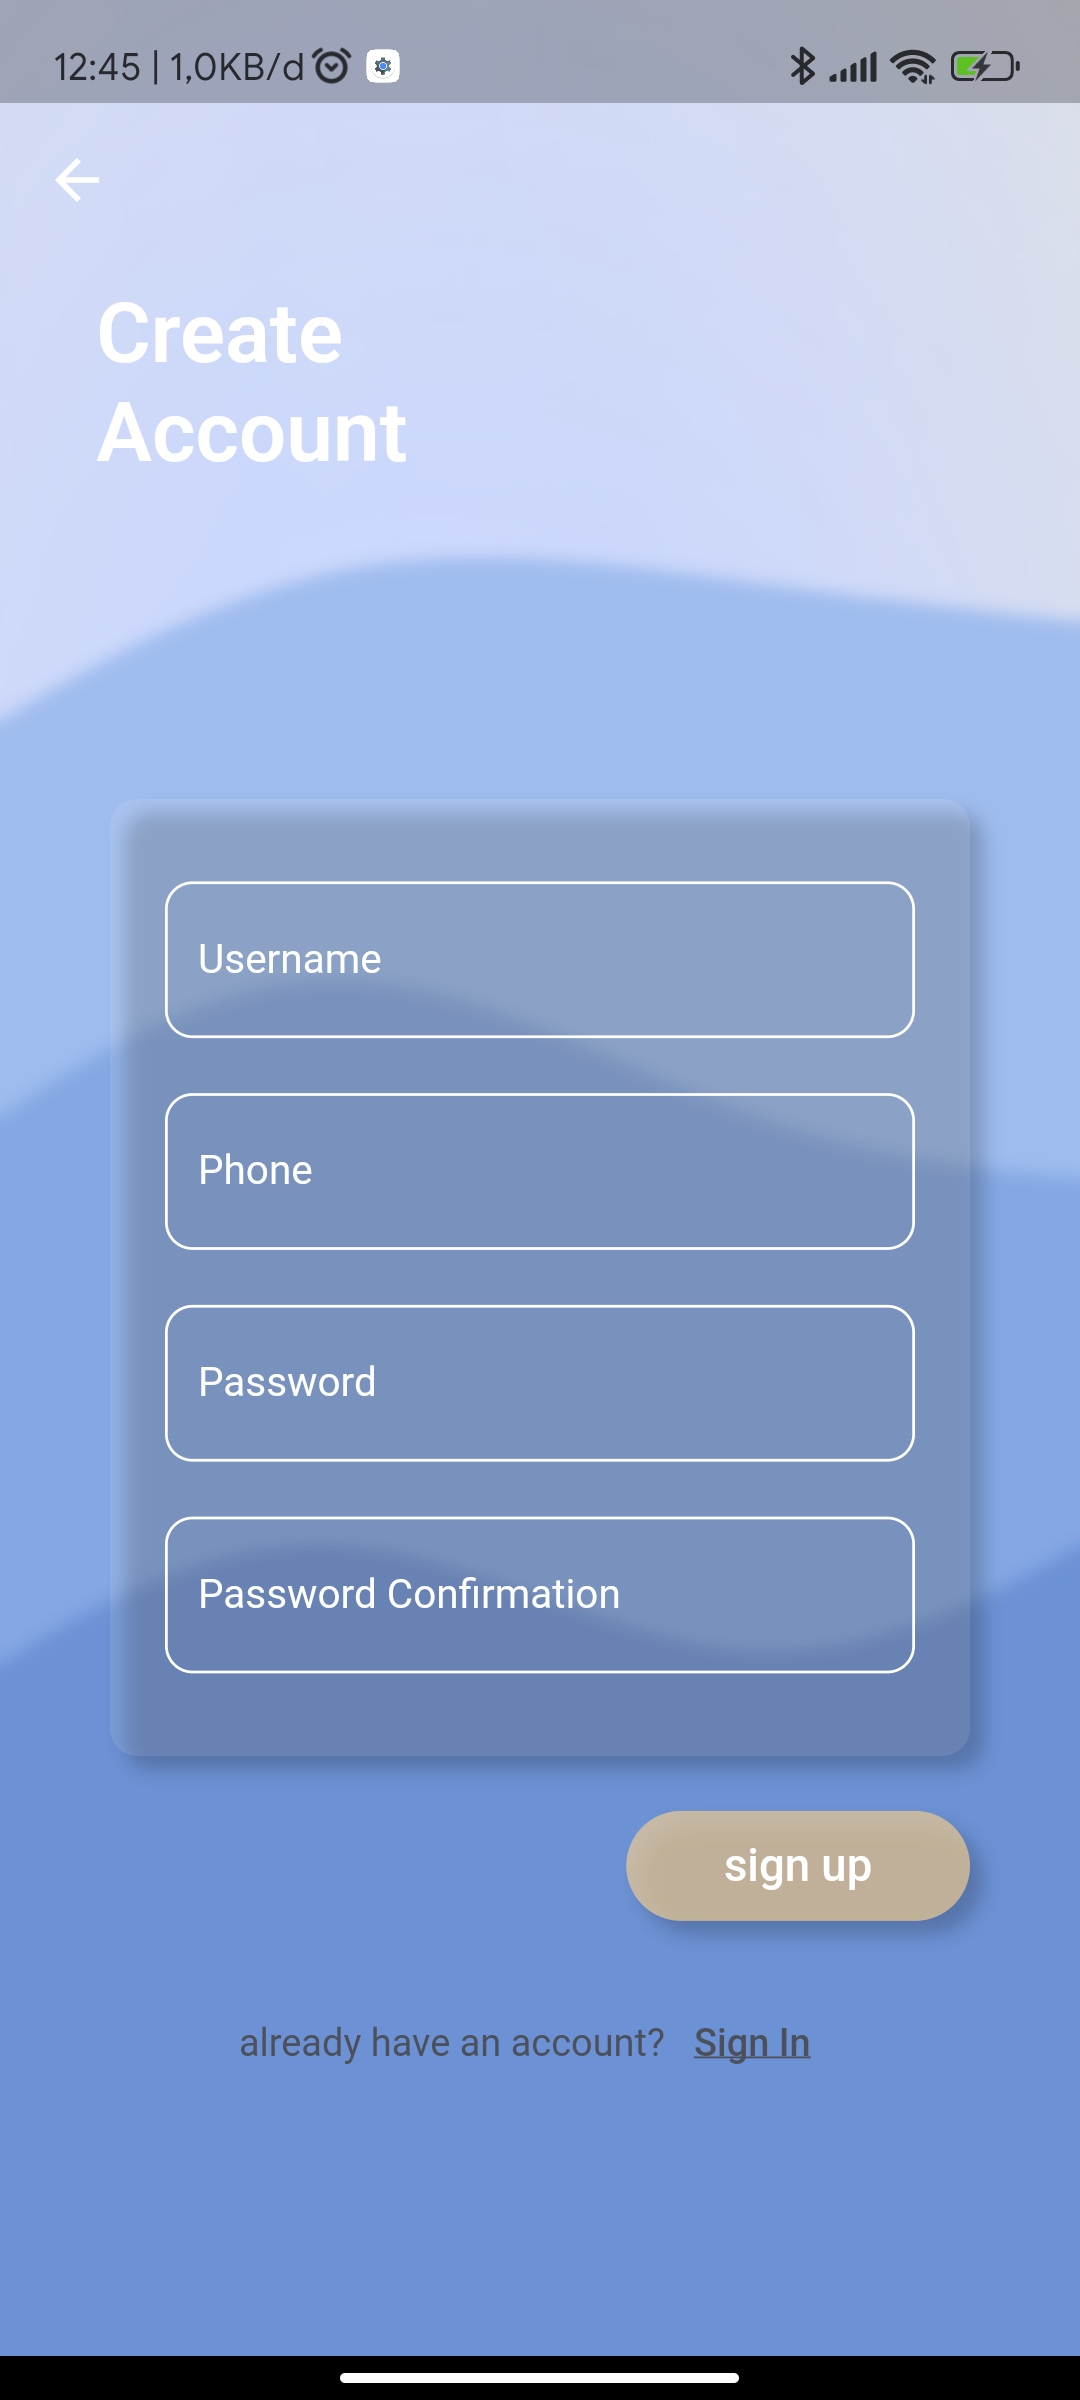 12:45 | 1,0KB/d
Create
Account
Username
Phone
Password
Password Confirmation
sign up
already have an account? Sign In